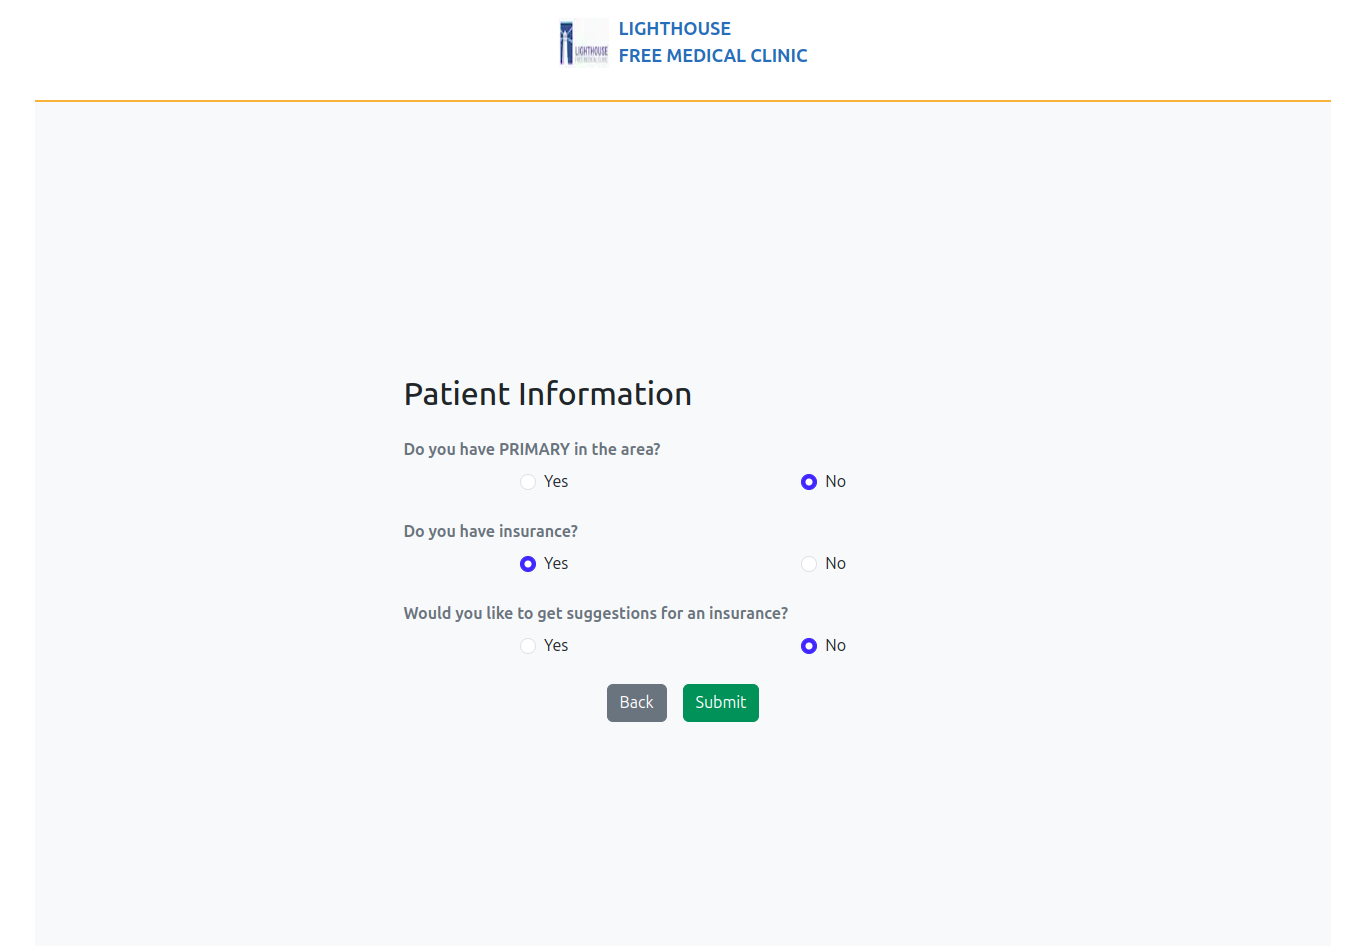 LIGHTHOUSE
FREE MEDICAL CLINIC
LIGHTHOUSE
Patient Information
Do you have PRIMARY in the area?
Yes No
Do you have insurance?
Yes No
Would you like to get suggestions for an insurance?
Yes No
Back Submit